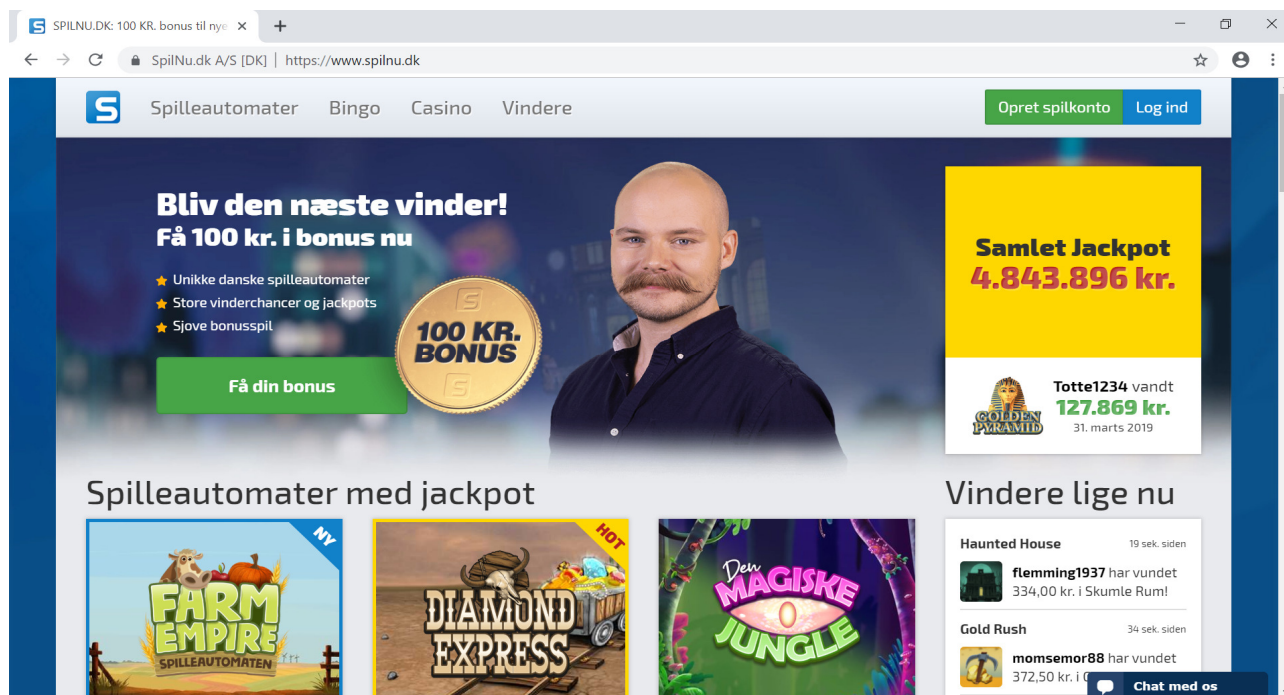 SPILNU.DK: 100 KR. bonus til nye
SpilNu.dk A/S [DK] | https://www.spilnu.dk
S
Spilleautomater Bingo Casino Vindere
Opret spilkonto Log ind
Bliv den næste vinder!
Få 100 kr. i bonus nu
Unikke danske spilleautomater
Store vinderchancer og jackpots
Sjove bonusspil
Få din bonus
100 KR.
BONUS
Samlet Jackpot
4.843.896 kr.
GOLDEN
PYRAMID
Totte1234 vandt
127.869 kr.
31. marts 2019
Spilleautomater med jackpot
NY
FARM
EMPIRE
SPILLEAUTOMATEN
HOT
DIAMOND
EXPRESS
Den
MAGISKE
JUNGLE
Vindere lige nu
Haunted House 19 sek. siden
flemming1937 har vundet
334,00 kr. i Skumle Rum!
Gold Rush 34 sek. siden
momsemor88 har vundet
372,50 kr. i
Chat med os